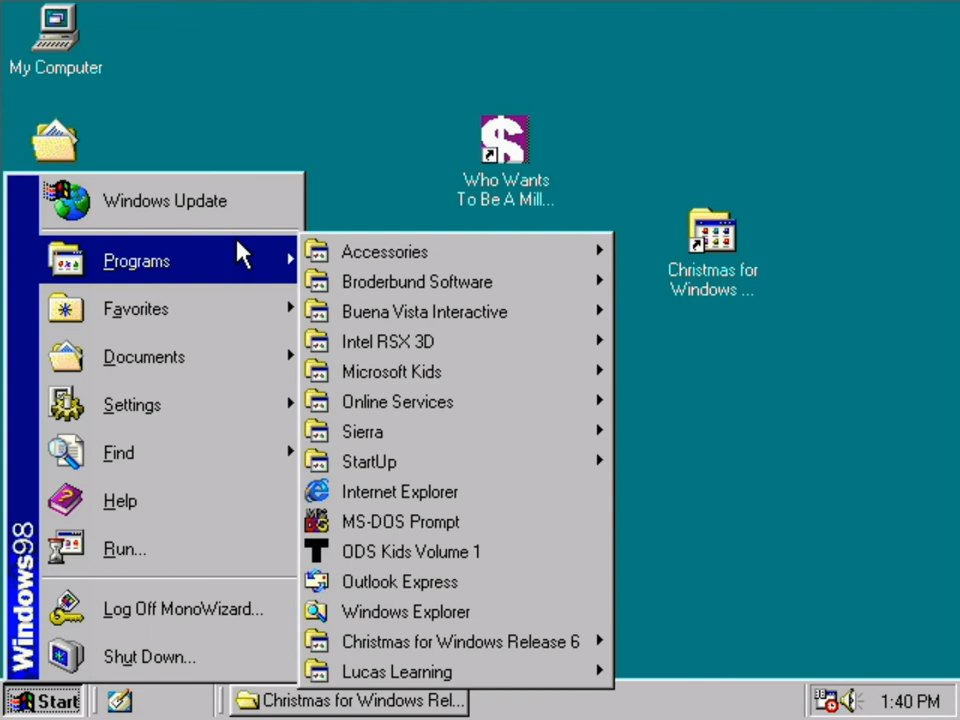 My Computer
Who Wants
To Be A Mill...
Christmas for
Windows ...
Windows98
Windows Update
Programs
Favorites
Documents
Settings
Find
Help
Run...
Log Off MonoWizard...
Shut Down...
Accessories
Broderbund Software
Buena Vista Interactive
Intel RSX 3D
Microsoft Kids
Online Services
Sierra
StartUp
Internet Explorer
MS-DOS Prompt
ODS Kids Volume 1
Outlook Express
Windows Explorer
Christmas for Windows Release 6
Lucas Learning
Start
Christmas for Windows Rel...
1:40 PM